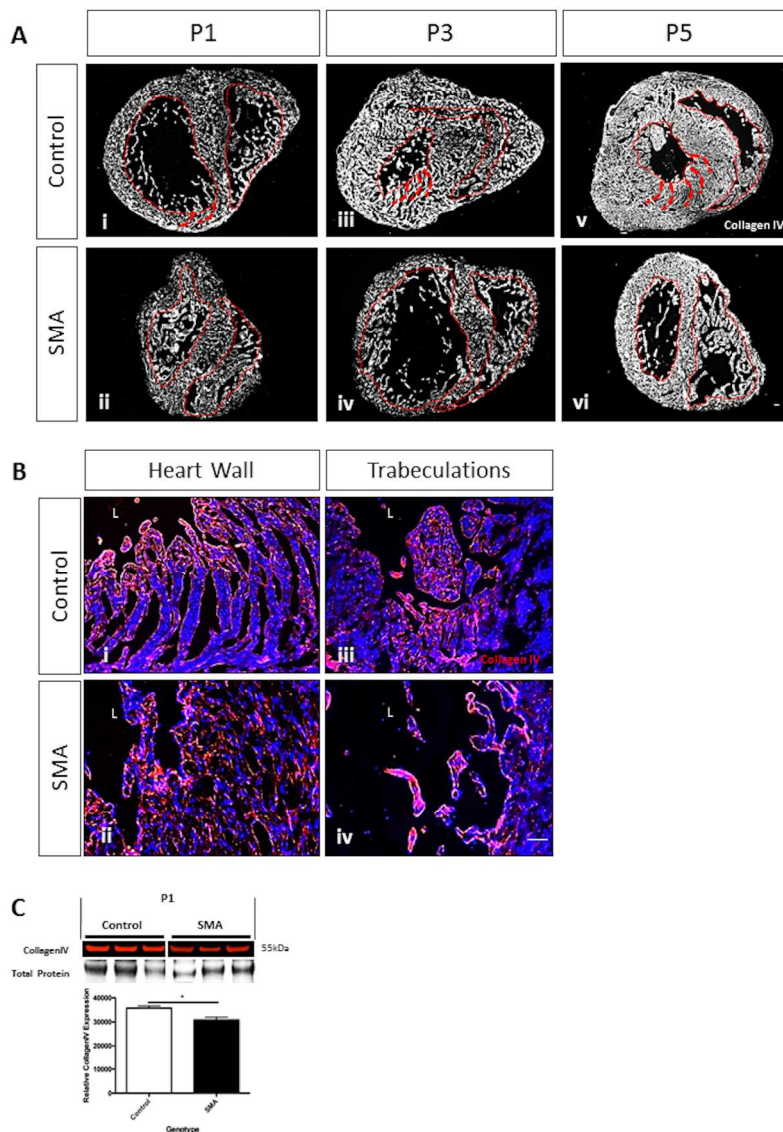 A
P1
P3
P5
Control
i
iii
v
Collagen IV
SMA
ii
iv
vi
B
Heart Wall
Trabeculations
Control
L
i
L
iii
Collagen IV
SMA
L
ii
L
iv
C
P1
Control
SMA
CollagenIV
55kDa
Total Protein
Relative CollagenIV Expression
40000
30000
20000
10000
0
*
Control
SMA
Genotype